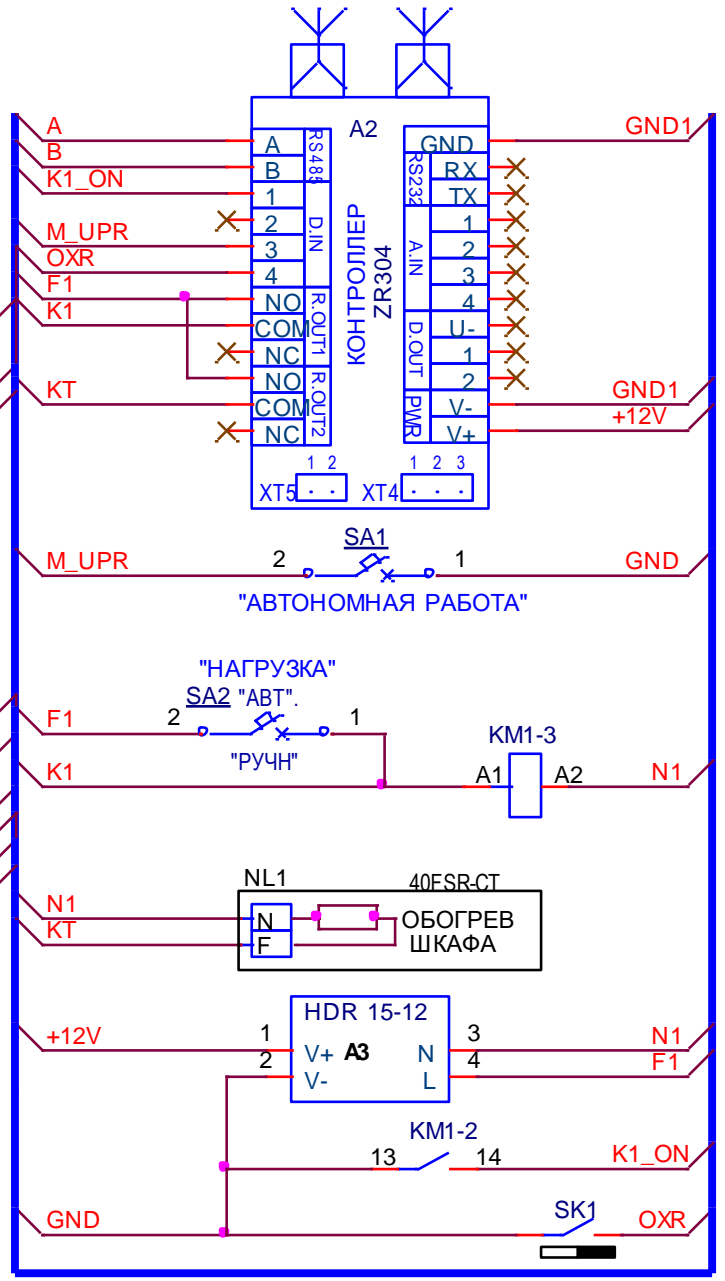 A2
A
B
K1_ON
M_UPR
OXR
F1
K1
KT
A
B
1
2
3
4
NO
COM
NC
NO
COM
NC
RS485
D.IN
R.OUT1
R.OUT2
КОНТРОЛЛЕР
ZR304
RS232
A.IN
D.OUT
PWR
GND
RX
TX
1
2
3
4
U-
1
2
V-
V+
GND1
GND1
+12V
1 2
XT5
1 2 3
XT4
M_UPR
2
SA1
1
GND
"АВТОНОМНАЯ РАБОТА"
"НАГРУЗКА"
SA2 "АВТ".
F1
2
1
"РУЧН"
KM1-3
K1
A1
A2
N1
NL1
40FSR-CT
N1
KT
N
F
ОБОГРЕВ
ШКАФА
HDR 15-12
+12V
1
2
V+ A3 N
V- L
3
4
N1
F1
KM1-2
13
14
K1_ON
GND
SK1
OXR